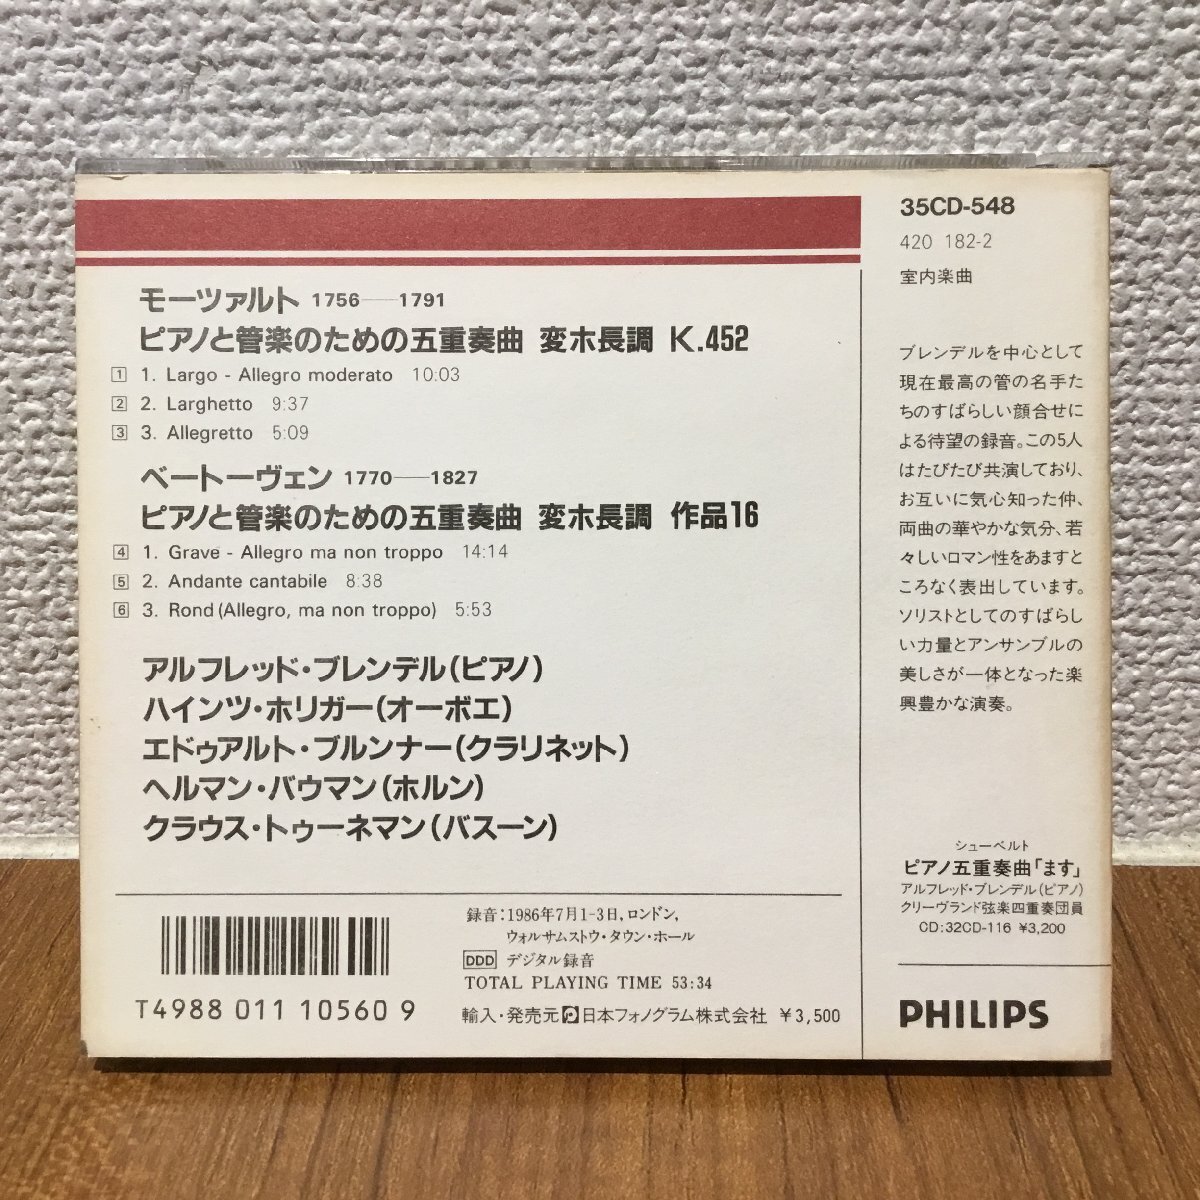 モーツァルト 1756—1791
ピアノと管楽のための五重奏曲 変ホ長調 K.452
1 1. Largo - Allegro moderato 10:03
2 2. Larghetto 9:37
3 3. Allegretto 5:09
ベートーヴェン 1770—1827
ピアノと管楽のための五重奏曲 変ホ長調 作品16
4 1. Grave - Allegro ma non troppo 14:14
5 2. Andante cantabile 8:38
6 3. Rond (Allegro, ma non troppo) 5:53
アルフレッド・ブレンデル(ピアノ)
ハインツ・ホリガー(オーボエ)
エドゥアルト・ブルンナー(クラリネット)
ヘルマン・バウマン(ホルン)
クラウス・トゥーネマン(バスーン)
T4988 011 10560 9
録音:1986年7月1-3日,ロンドン,
ウォルサムストウ・タウン・ホール
DDD デジタル録音
TOTAL PLAYING TIME 53:34
輸入・発売元 日本フォノグラム株式会社 ¥3,500
35CD-548
420 182-2
室内楽曲
ブレンデルを中心として
現在最高の管の名手た
ちのすばらしい顔合せに
よる待望の録音。この5人
はたびたび共演しており、
お互いに気心知った仲、
両曲の華やかな気分、若
々しいロマン性をあますと
ころなく表出しています。
ソリストとしてのすばらし
い力量とアンサンブルの
美しさが一体となった楽
興豊かな演奏。
シューベルト
ピアノ五重奏曲「ます」
アルフレッド・ブレンデル(ピアノ)
クリーヴランド弦楽四重奏団員
CD:32CD-116 ¥3,200
PHILIPS